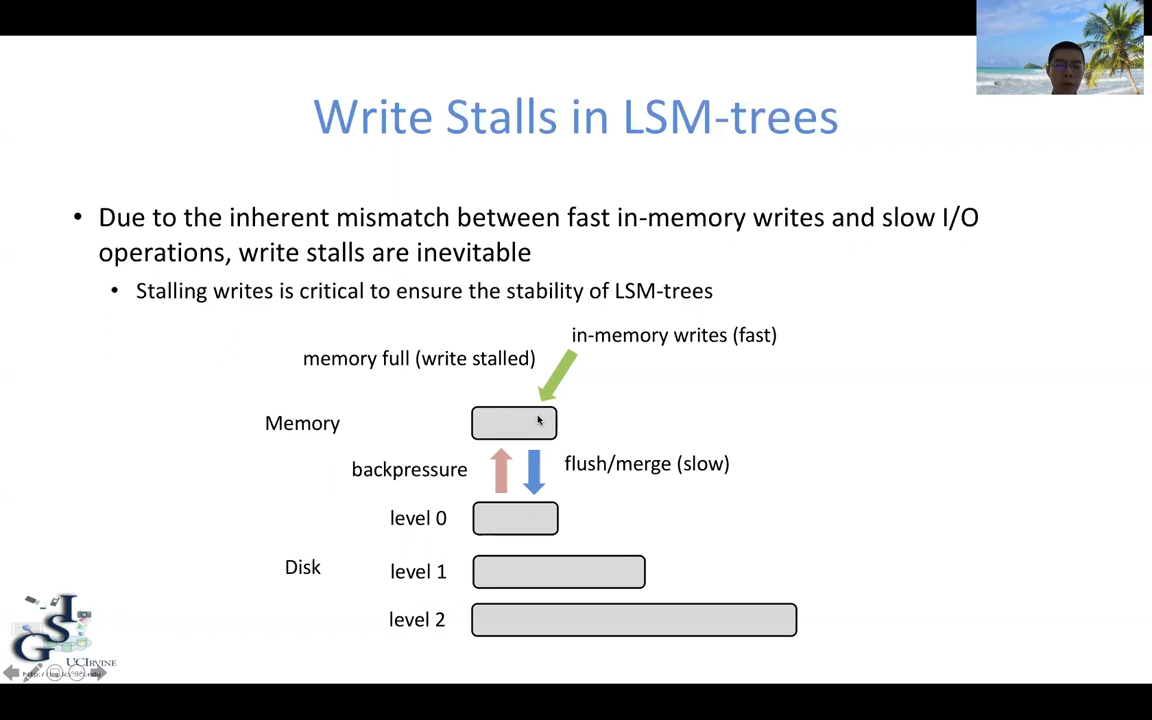 Write Stalls in LSM-trees
• Due to the inherent mismatch between fast in-memory writes and slow I/O
operations, write stalls are inevitable
• Stalling writes is critical to ensure the stability of LSM-trees
in-memory writes (fast)
memory full (write stalled)
Memory
backpressure
flush/merge (slow)
level 0
Disk
level 1
level 2
ISG
UCIRVINE